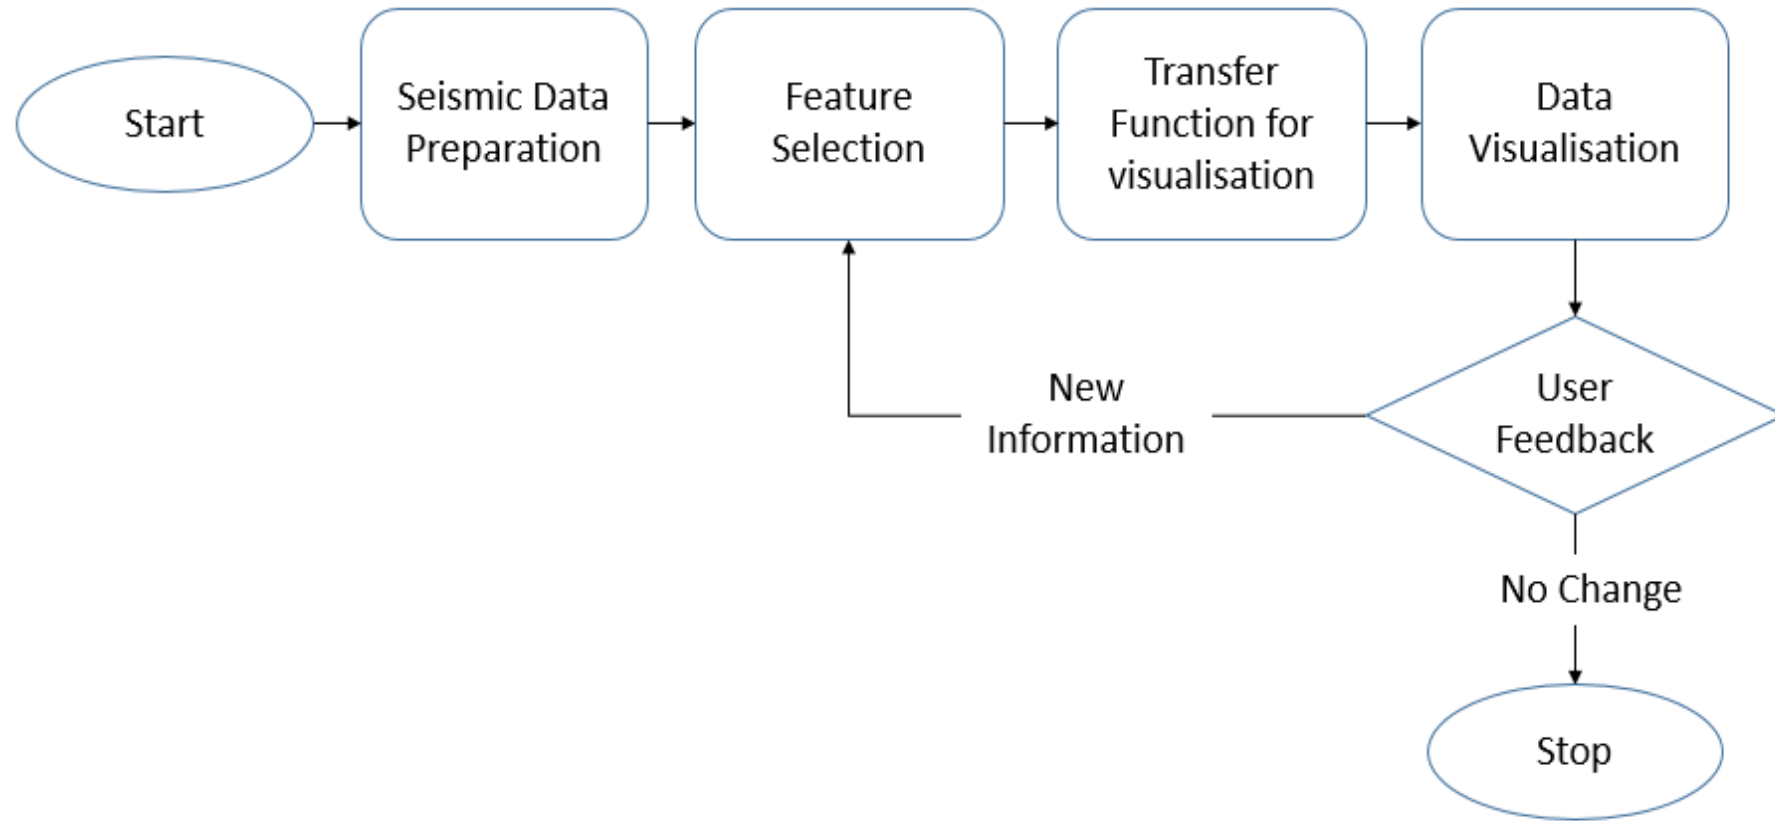 Start
Seismic Data
Preparation
Feature
Selection
Transfer
Function for
visualisation
Data
Visualisation
New
Information
User
Feedback
No Change
Stop